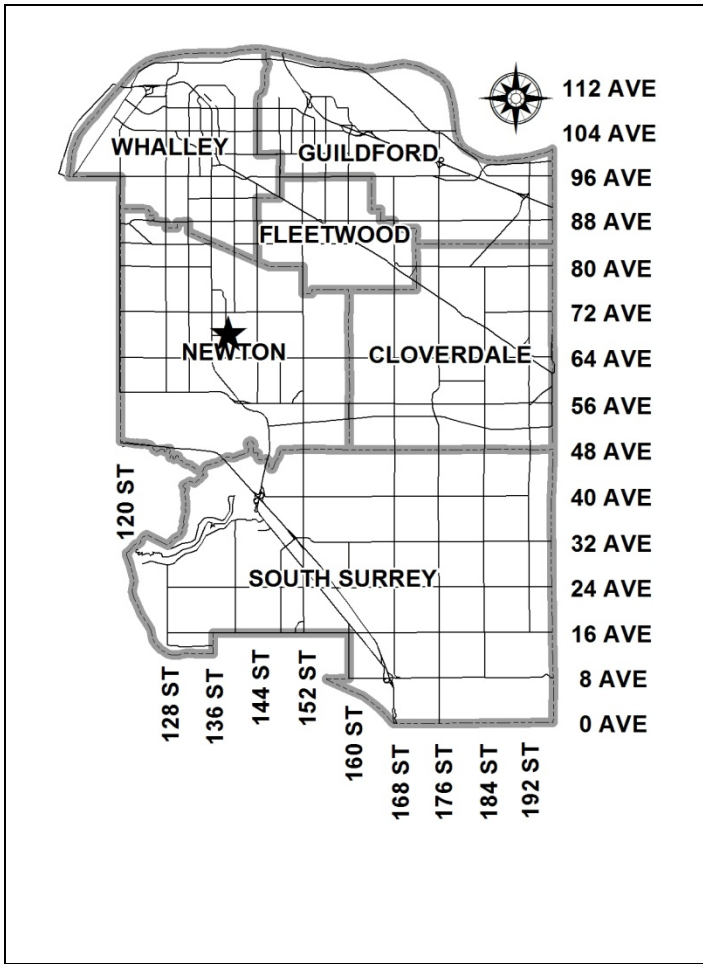 112 AVE
104 AVE
WHALLEY
GUILDFORD
96 AVE
88 AVE
FLEETWOOD
80 AVE
72 AVE
NEWTON
CLOVERDALE
64 AVE
56 AVE
48 AVE
120 ST
40 AVE
32 AVE
SOUTH SURREY
24 AVE
16 AVE
8 AVE
0 AVE
128 ST
136 ST
144 ST
152 ST
160 ST
168 ST
176 ST
184 ST
192 ST